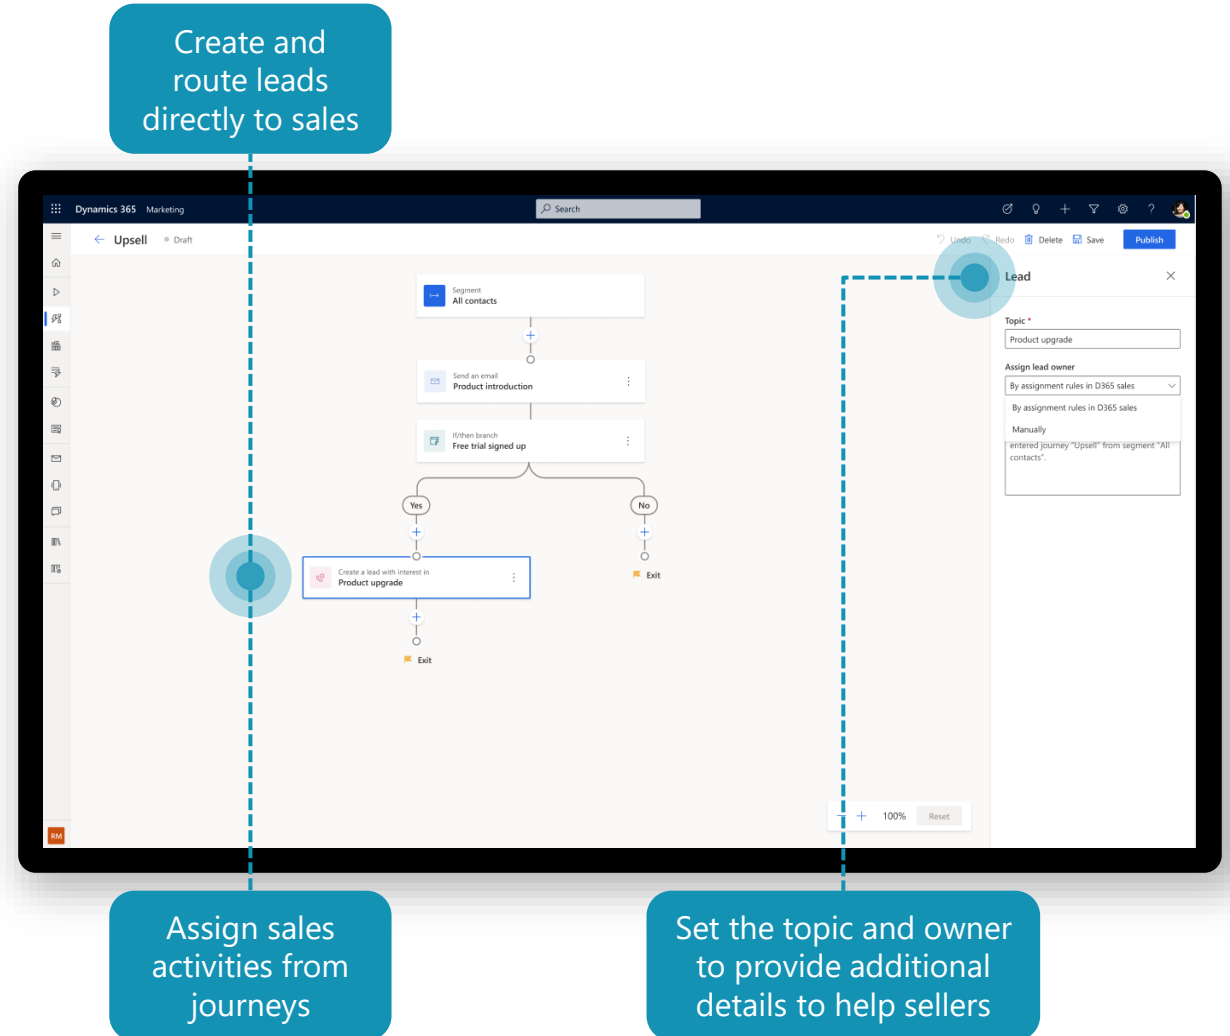 Create and
route leads
directly to sales
Dynamics 365 Marketing
Search
?
Upsell
Draft
Undo
Redo
Delete
Save
Publish
Segment
All contacts
Send an email
Product introduction
If/then branch
Free trial signed up
Yes
No
Create a lead with interest in
Product upgrade
Exit
Exit
Lead
Topic *
Product upgrade
Assign lead owner
By assignment rules in D365 sales
By assignment rules in D365 sales
Manually
entered journey "Upsell" from segment "All
contacts".
100%
Reset
RM
Assign sales
activities from
journeys
Set the topic and owner
to provide additional
details to help sellers